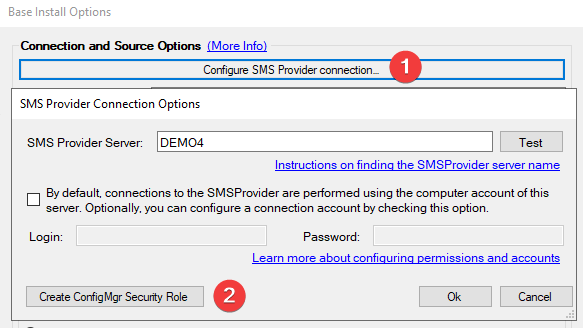 Base Install Options
Connection and Source Options (More Info)
Configure SMS Provider connection... 1
SMS Provider Connection Options
SMS Provider Server: DEMO4 Test
Instructions on finding the SMSProvider server name
By default, connections to the SMSProvider are performed using the computer account of this
server. Optionally, you can configure a connection account by checking this option.
Login: Password:
Learn more about configuring permissions and accounts
Create ConfigMgr Security Role 2 Ok Cancel